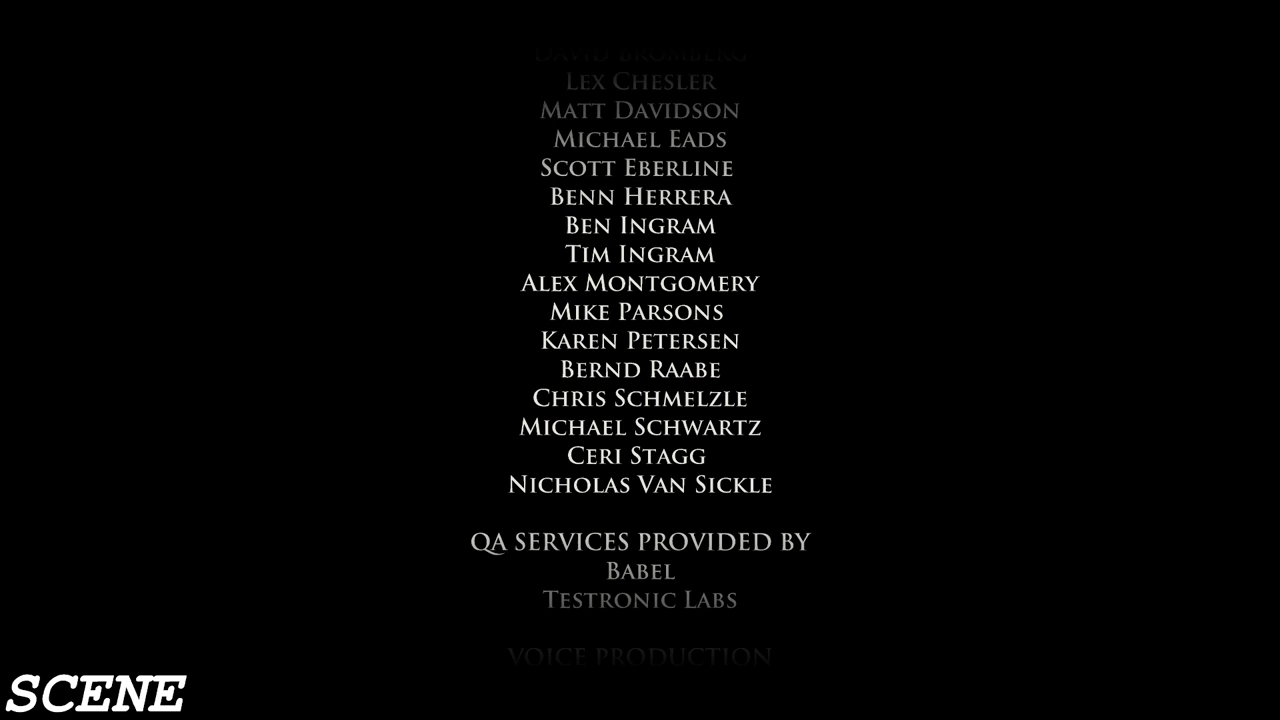 DAVID BROMBERG
LEX CHESLER
MATT DAVIDSON
MICHAEL EADS
SCOTT EBERLINE
BENN HERRERA
BEN INGRAM
TIM INGRAM
ALEX MONTGOMERY
MIKE PARSONS
KAREN PETERSEN
BERND RAABE
CHRIS SCHMELZLE
MICHAEL SCHWARTZ
CERI STAGG
NICHOLAS VAN SICKLE
QA SERVICES PROVIDED BY
BABEL
TESTRONIC LABS
VOICE PRODUCTION
SCENE